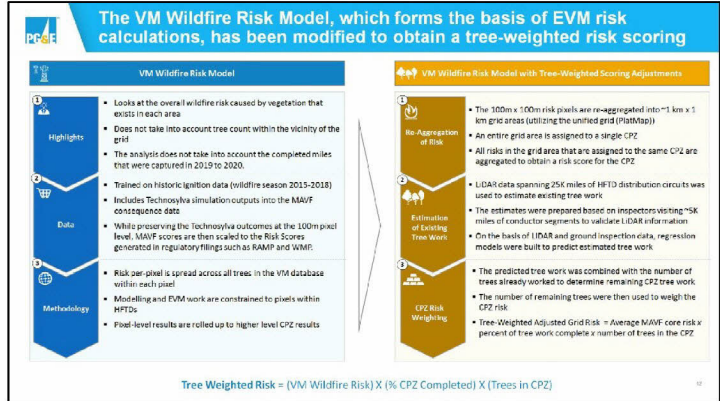 The VM Wildfire Risk Model, which forms the basis of EVM risk
calculations, has been modified to obtain a tree-weighted risk scoring
PG&E
VM Wildfire Risk Model
1
Highlights
Looks at the overall wildfire risk caused by vegetation that
exists in each area
Does not take into account tree count within the vicinity of the
grid
The analysis does not take into account the completed miles
that were captured in 2019 to 2020.
2
Data
Trained on historic ignition data (wildfire season 2015-2018)
Includes Technosylva simulation outputs into the MAVF
consequence data
While preserving the Technosylva outcomes at the 100m pixel
level, MAVF scores are then scaled to the Risk Scores
generated in regulatory filings such as RAMP and WMP.
3
Methodology
Risk per-pixel is spread across all trees in the VM database
within each pixel
Modelling and EVM work are constrained to pixels within
HFTDs
Pixel-level results are rolled up to higher level CPZ results
VM Wildfire Risk Model with Tree-Weighted Scoring Adjustments
1
Re-Aggregation
of Risk
The 100m x 100m risk pixels are re-aggregated into ~1 km x 1
km grid areas (utilizing the unified grid (PlatMap))
An entire grid area is assigned to a single CPZ
All risks in the grid area that are assigned to the same CPZ are
aggregated to obtain a risk score for the CPZ
2
Estimation
of Existing
Tree Work
LiDAR data spanning 25K miles of HFTD distribution circuits was
used to estimate existing tree work
The estimates were prepared based on inspectors visiting ~5K
miles of conductor segments to validate LiDAR information
On the basis of LIDAR and ground inspection data, regression
models were built to predict estimated tree work
3
CPZ Risk
Weighting
The predicted tree work was combined with the number of
trees already worked to determine remaining CPZ tree work
The number of remaining trees were then used to weigh the
CPZ risk
Tree-Weighted Adjusted Grid Risk = Average MAVF core risk x
percent of tree work complete x number of trees in the CPZ
Tree Weighted Risk = (VM Wildfire Risk) X (% CPZ Completed) X (Trees in CPZ)